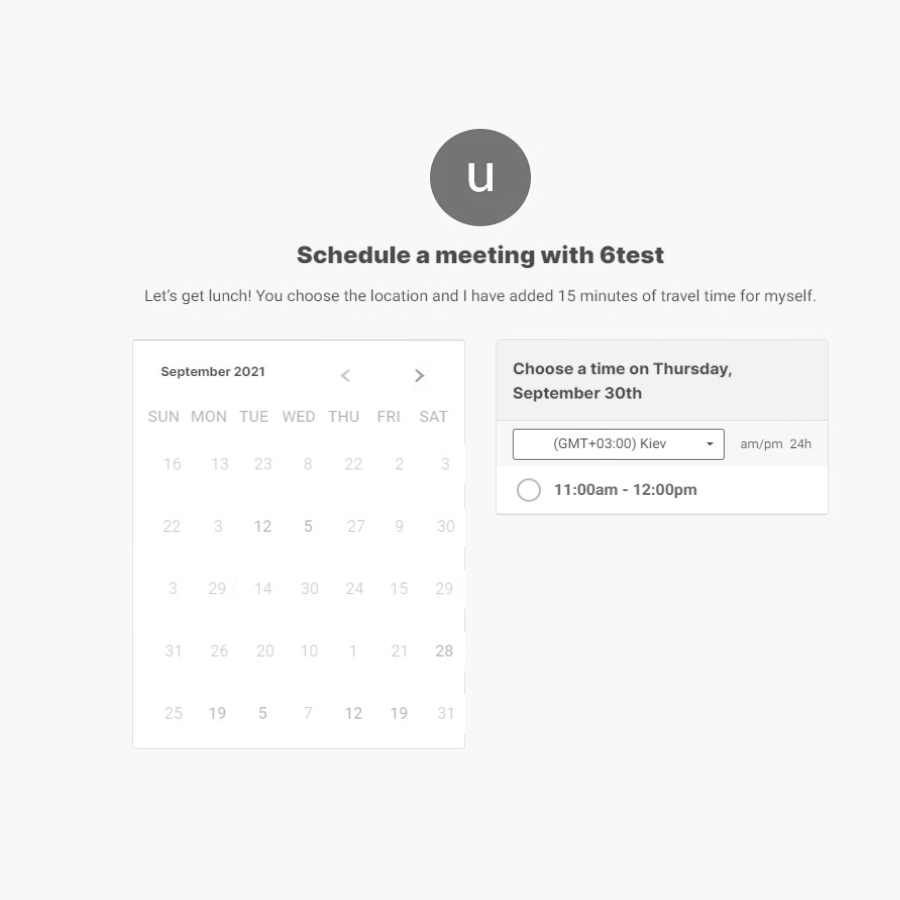 u
Schedule a meeting with 6test
Let's get lunch! You choose the location and I have added 15 minutes of travel time for myself.
September 2021
SUN MON TUE WED THU FRI SAT
16 13 23 8 22 2 3
22 3 12 5 27 9 30
3 29 14 30 24 15 29
31 26 20 10 1 21 28
25 19 5 7 12 19 31
Choose a time on Thursday,
September 30th
(GMT+03:00) Kiev am/pm 24h
11:00am - 12:00pm